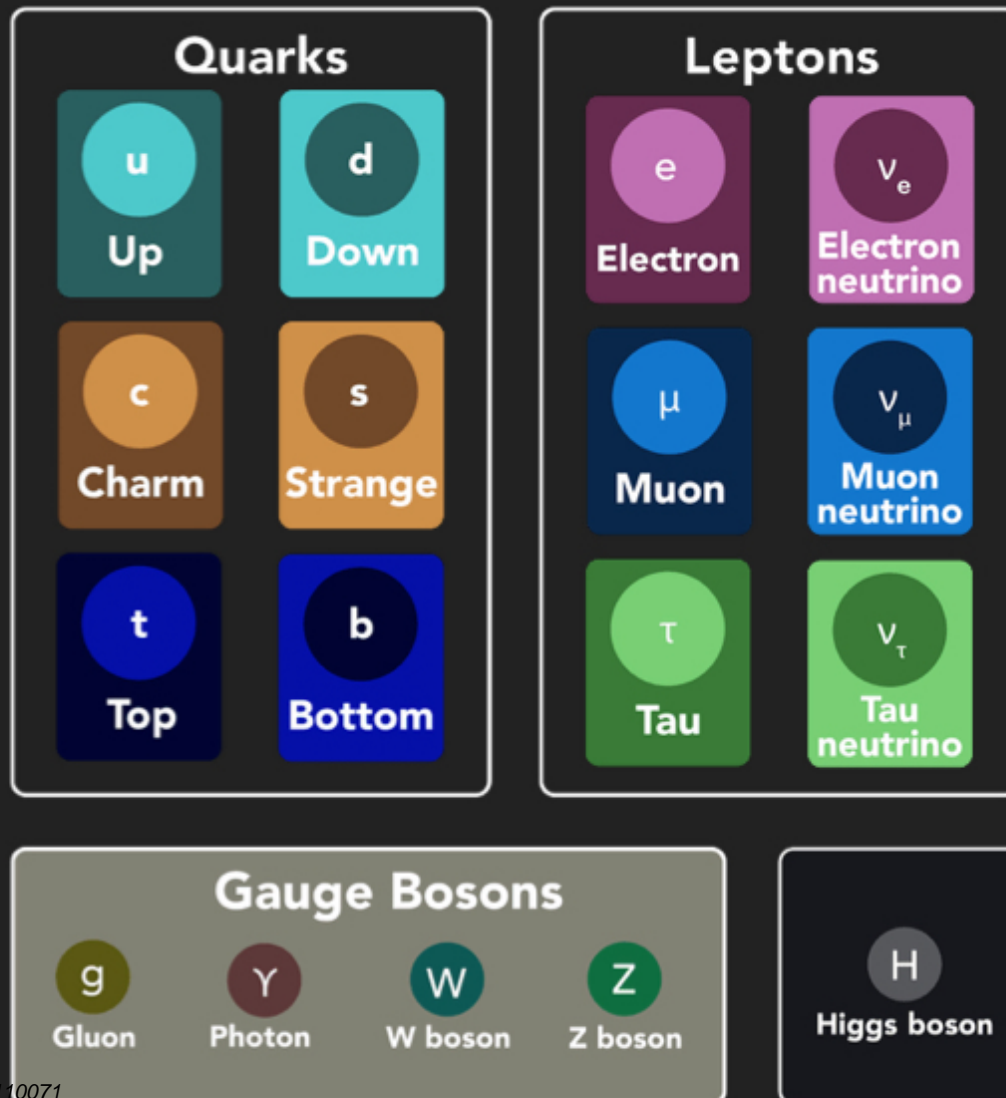 Quarks
u
Up
d
Down
c
Charm
s
Strange
t
Top
b
Bottom
Leptons
e
Electron
νe
Electron
neutrino
μ
Muon
νμ
Muon
neutrino
τ
Tau
ντ
Tau
neutrino
Gauge Bosons
g
Gluon
γ
Photon
W
W boson
Z
Z boson
H
Higgs boson
10071